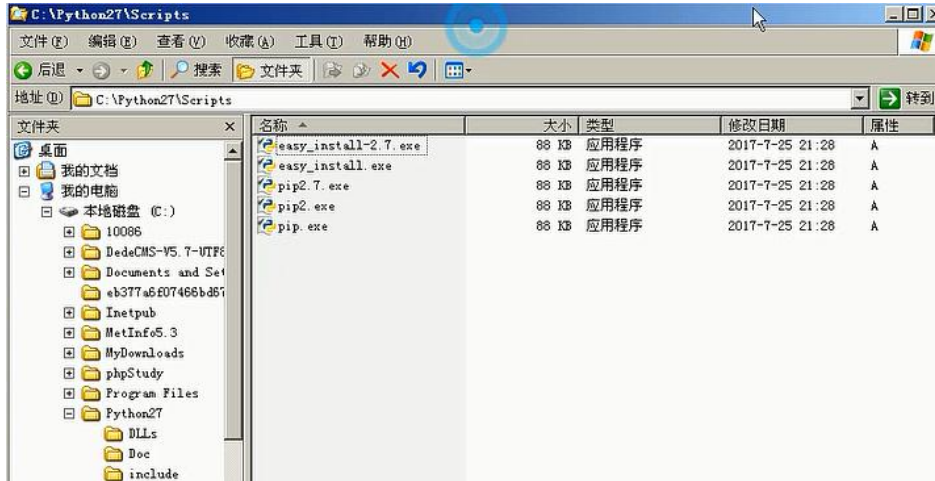 C:\Python27\Scripts
文件(F) 编辑(E) 查看(V) 收藏(A) 工具(T) 帮助(H)
后退 搜索 文件夹
地址(D) C:\Python27\Scripts 转到
文件夹 名称 大小 类型 修改日期 属性
桌面 easy_install-2.7.exe 88 KB 应用程序 2017-7-25 21:28 A
我的文档 easy_install.exe 88 KB 应用程序 2017-7-25 21:28 A
我的电脑 pip2.7.exe 88 KB 应用程序 2017-7-25 21:28 A
本地磁盘 (C:) pip2.exe 88 KB 应用程序 2017-7-25 21:28 A
10086 pip.exe 88 KB 应用程序 2017-7-25 21:28 A
DedeCMS-V5.7-UTF8
Documents and Set
eb377a6f07466bd67
Inetpub
MetInfo5.3
MyDownloads
phpStudy
Program Files
Python27
DLLs
Doc
include